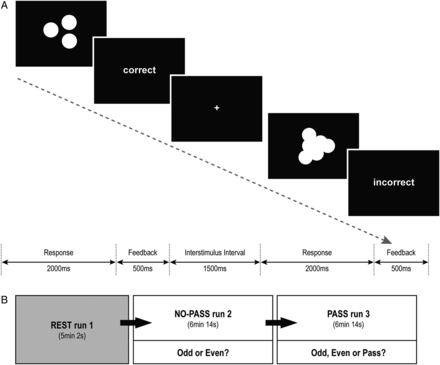 A
correct
+
incorrect
Response
Feedback
Interstimulus Interval
Response
Feedback
2000ms
500ms
1500ms
2000ms
500ms
B
REST run 1
(5min 2s)
NO-PASS run 2
(6min 14s)
Odd or Even?
PASS run 3
(6min 14s)
Odd, Even or Pass?